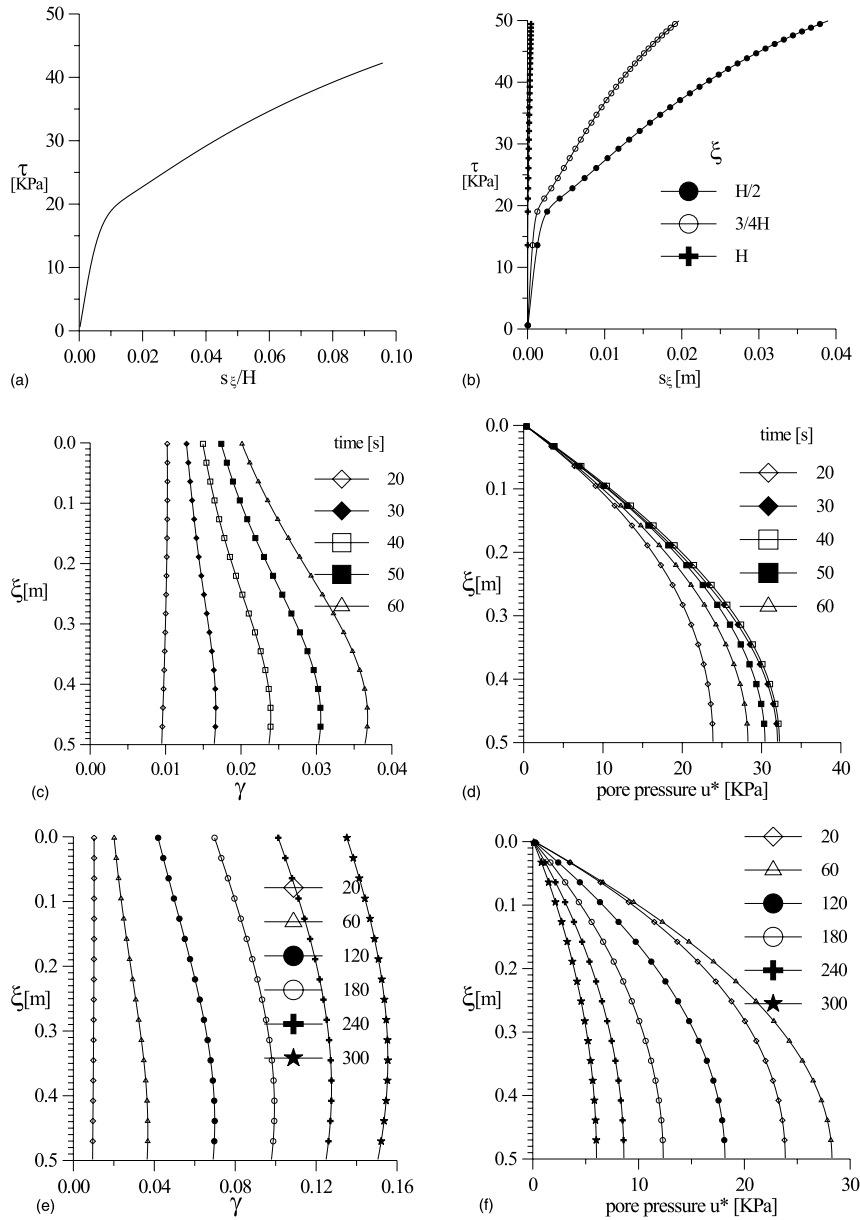 50
40
30
20
10
0
τ
[KPa]
0.00 0.02 0.04 0.06 0.08 0.10
(a)
s ξ/H
50
40
30
20
10
0
τ
[KPa]
ξ
H/2
3/4H
H
0.00 0.01 0.02 0.03 0.04
(b)
sξ [m]
0.0
0.1
0.2
0.3
0.4
0.5
ξ[m]
time [s]
20
30
40
50
60
0.00 0.01 0.02 0.03 0.04
(c)
γ
0.0
0.1
0.2
0.3
0.4
0.5
ξ[m]
time [s]
20
30
40
50
60
0 10 20 30 40
(d)
pore pressure u* [KPa]
0.0
0.1
0.2
0.3
0.4
0.5
ξ[m]
20
60
120
180
240
300
0.00 0.04 0.08 0.12 0.16
(e)
γ
0.0
0.1
0.2
0.3
0.4
0.5
ξ[m]
20
60
120
180
240
300
0 10 20 30
(f)
pore pressure u* [KPa]